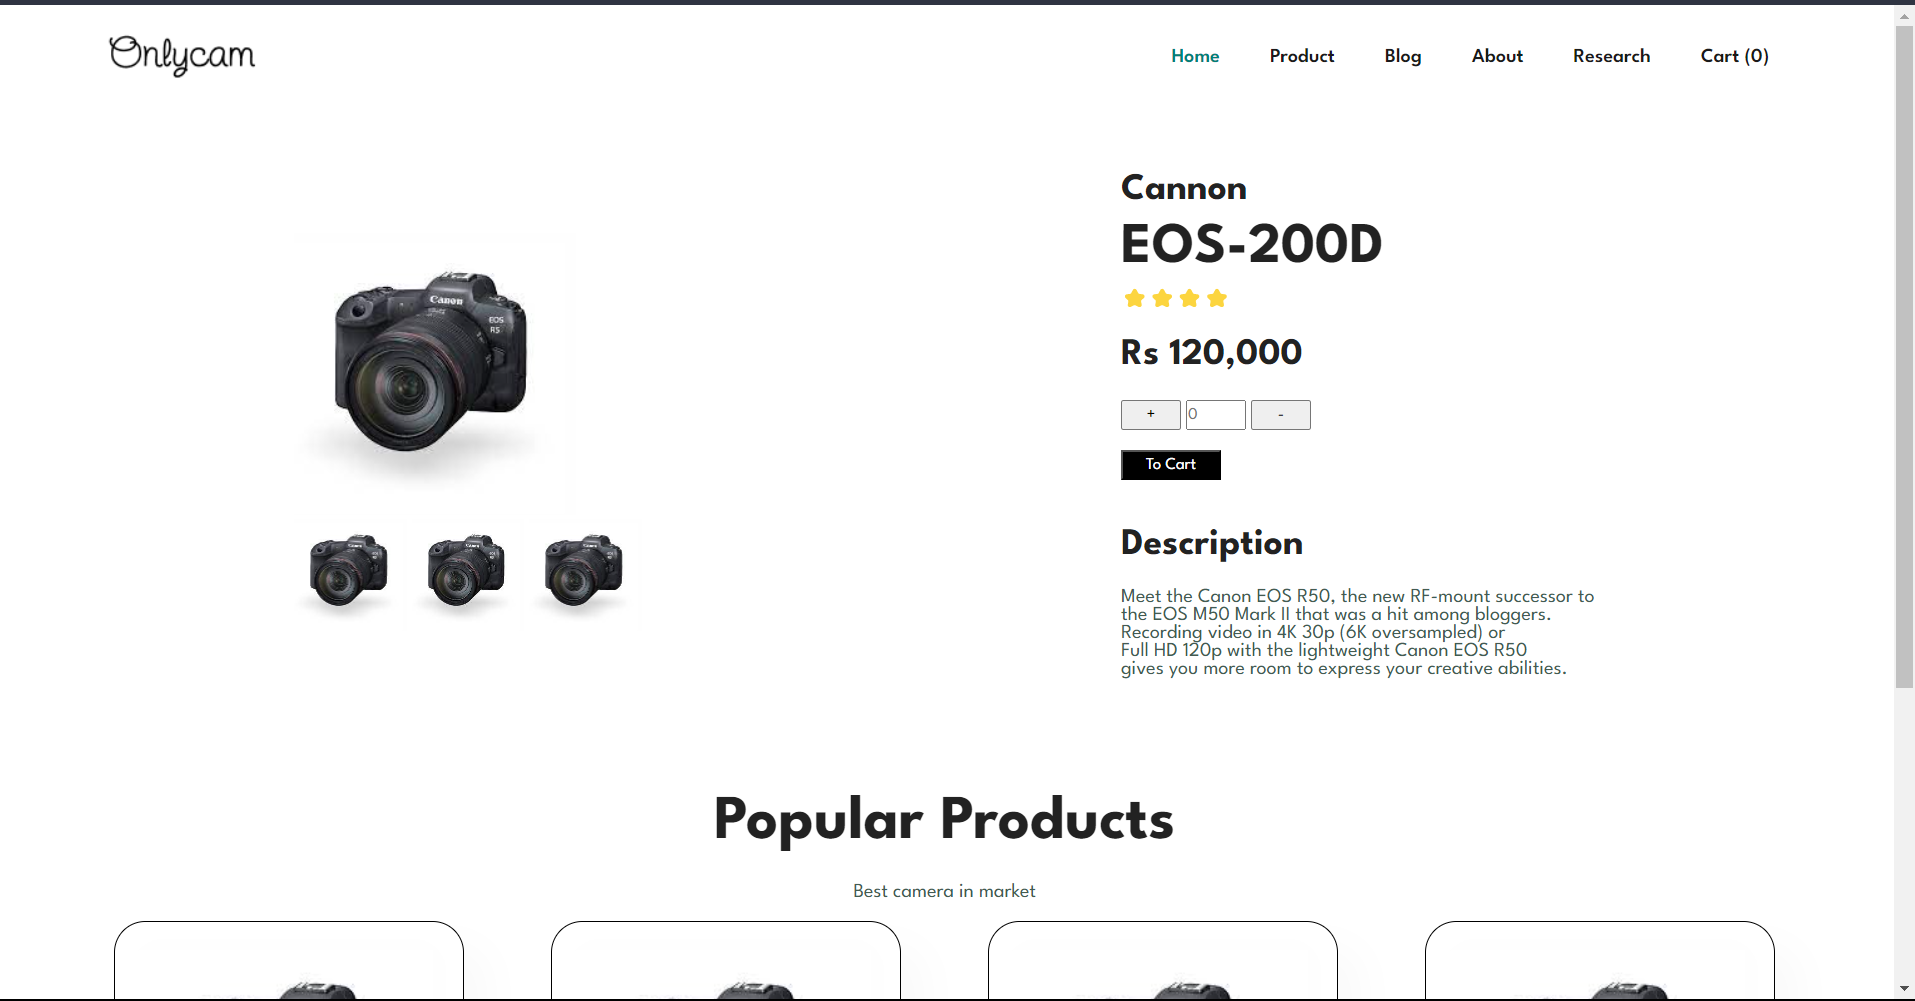 Onlycam
Home
Product
Blog
About
Research
Cart (0)
Canon
EOS
R5
Cannon
EOS-200D
Rs 120,000
+
0
-
To Cart
Description
Meet the Canon EOS R50, the new RF-mount successor to
the EOS M50 Mark II that was a hit among bloggers.
Recording video in 4K 30p (6K oversampled) or
Full HD 120p with the lightweight Canon EOS R50
gives you more room to express your creative abilities.
Popular Products
Best camera in market